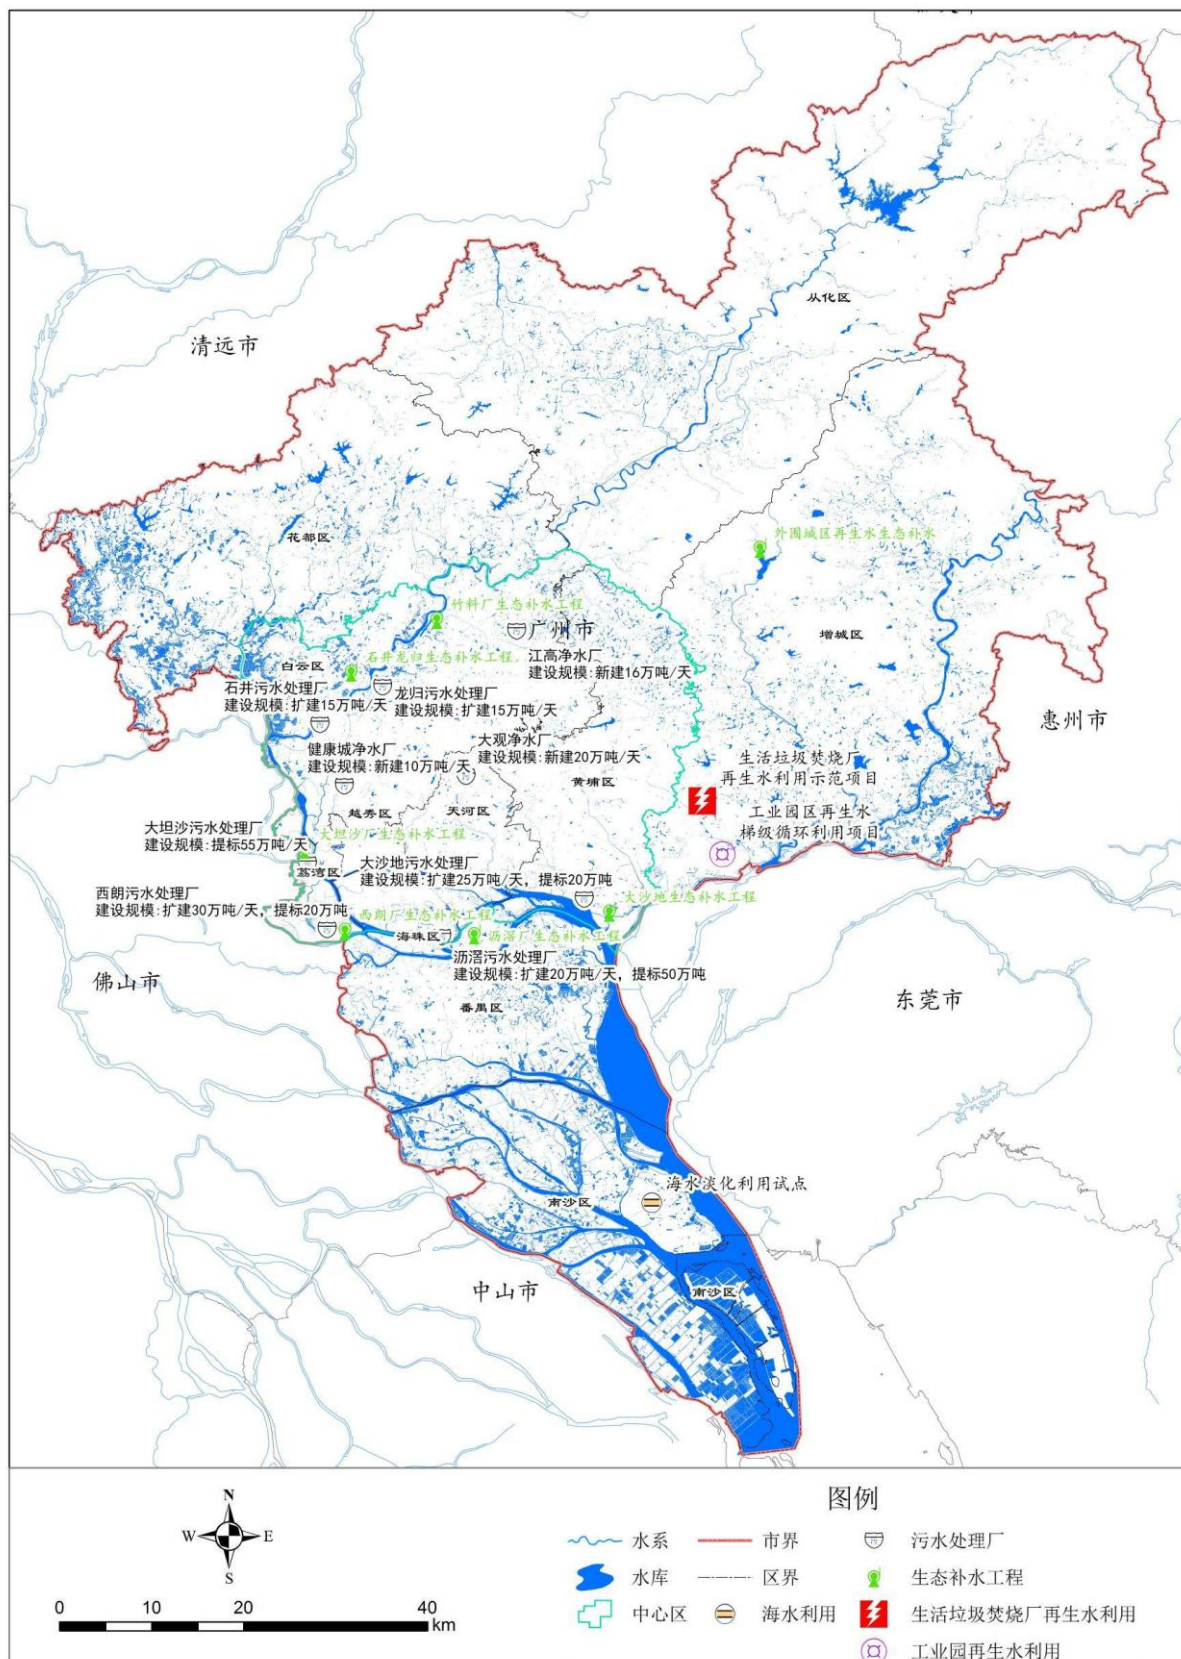 从化区
清远市
花都区
外围城区再生水生态补水
竹料厂生态补水工程
广州市
增城区
石井龙归生态补水工程
江高净水厂
建设规模:新建16万吨/天
白云区
石井污水处理厂
建设规模:扩建15万吨/天
龙归污水处理厂
建设规模:扩建15万吨/天
惠州市
健康城净水厂
建设规模:新建10万吨/天
大观净水厂
建设规模:新建20万吨/天
黄埔区
生活垃圾焚烧厂
再生水利用示范项目
越秀区
天河区
工业园区再生水
梯级循环利用项目
大坦沙污水处理厂
建设规模:提标55万吨/天
大坦沙厂生态补水工程
荔湾区
大沙地污水处理厂
建设规模:扩建25万吨/天，提标20万吨
西朗污水处理厂
建设规模:扩建30万吨/天，提标20万吨
大沙地生态补水工程
西朗厂生态补水工程
海珠区
沥滘厂生态补水工程
沥滘污水处理厂
建设规模:扩建20万吨/天，提标50万吨
佛山市
番禺区
东莞市
海水淡化利用试点
南沙区
中山市
南沙区
图例
N
W
E
S
水系
市界
污水处理厂
水库
区界
生态补水工程
中心区
海水利用
生活垃圾焚烧厂再生水利用
工业园再生水利用
0 10 20 40
km